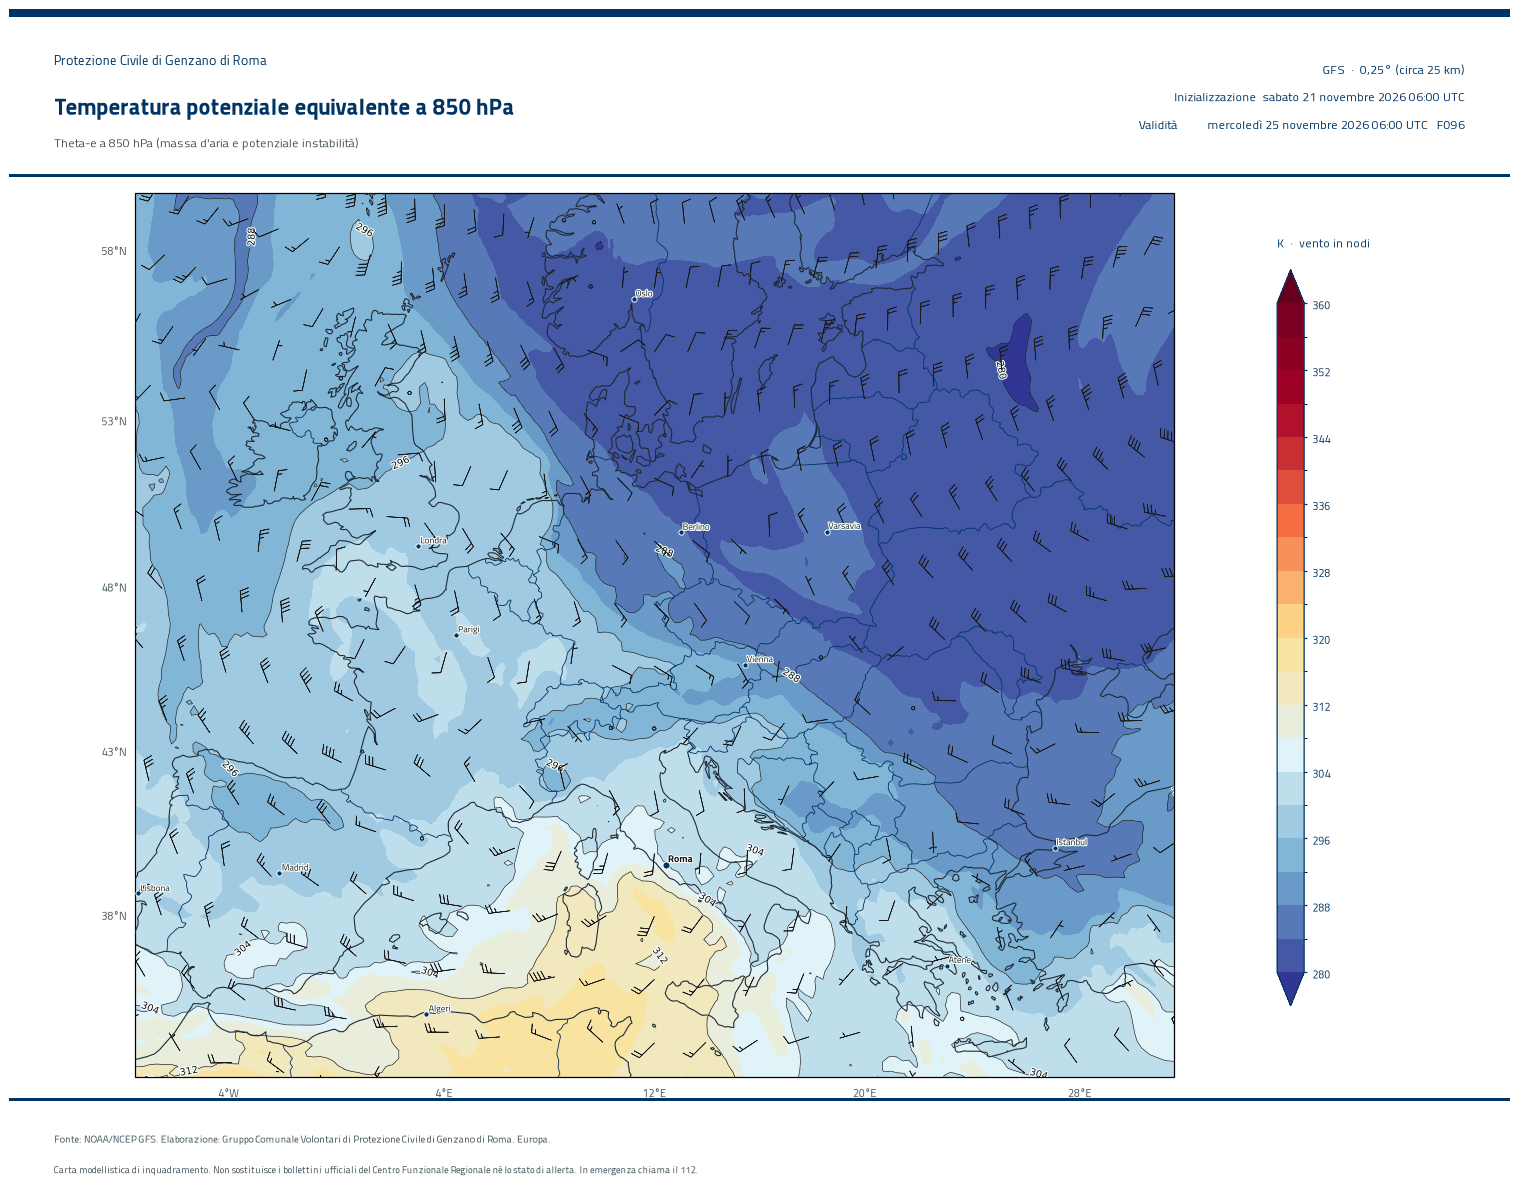 Protezione Civile di Genzano di Roma
Temperatura potenziale equivalente a 850 hPa
Theta-e a 850 hPa (massa d'aria e potenziale instabilità)
GFS · 0,25° (circa 25 km)
Inizializzazione sabato 21 novembre 2026 06:00 UTC
Validità mercoledì 25 novembre 2026 06:00 UTC F096
K · vento in nodi
360
352
344
336
328
320
312
304
296
288
280
58°N
53°N
48°N
43°N
38°N
4°W
4°E
12°E
20°E
28°E
288
296
Oslo
280
296
Berlino
Varsavia
288
Londra
Parigi
Vienna
288
296
296
Istanbul
304
Roma
Madrid
Lisbona
304
304
312
304
Atene
304
Algeri
312
304
Fonte: NOAA/NCEP GFS. Elaborazione: Gruppo Comunale Volontari di Protezione Civile di Genzano di Roma. Europa.
Carta modellistica di inquadramento. Non sostituisce i bollettini ufficiali del Centro Funzionale Regionale né lo stato di allerta. In emergenza chiama il 112.